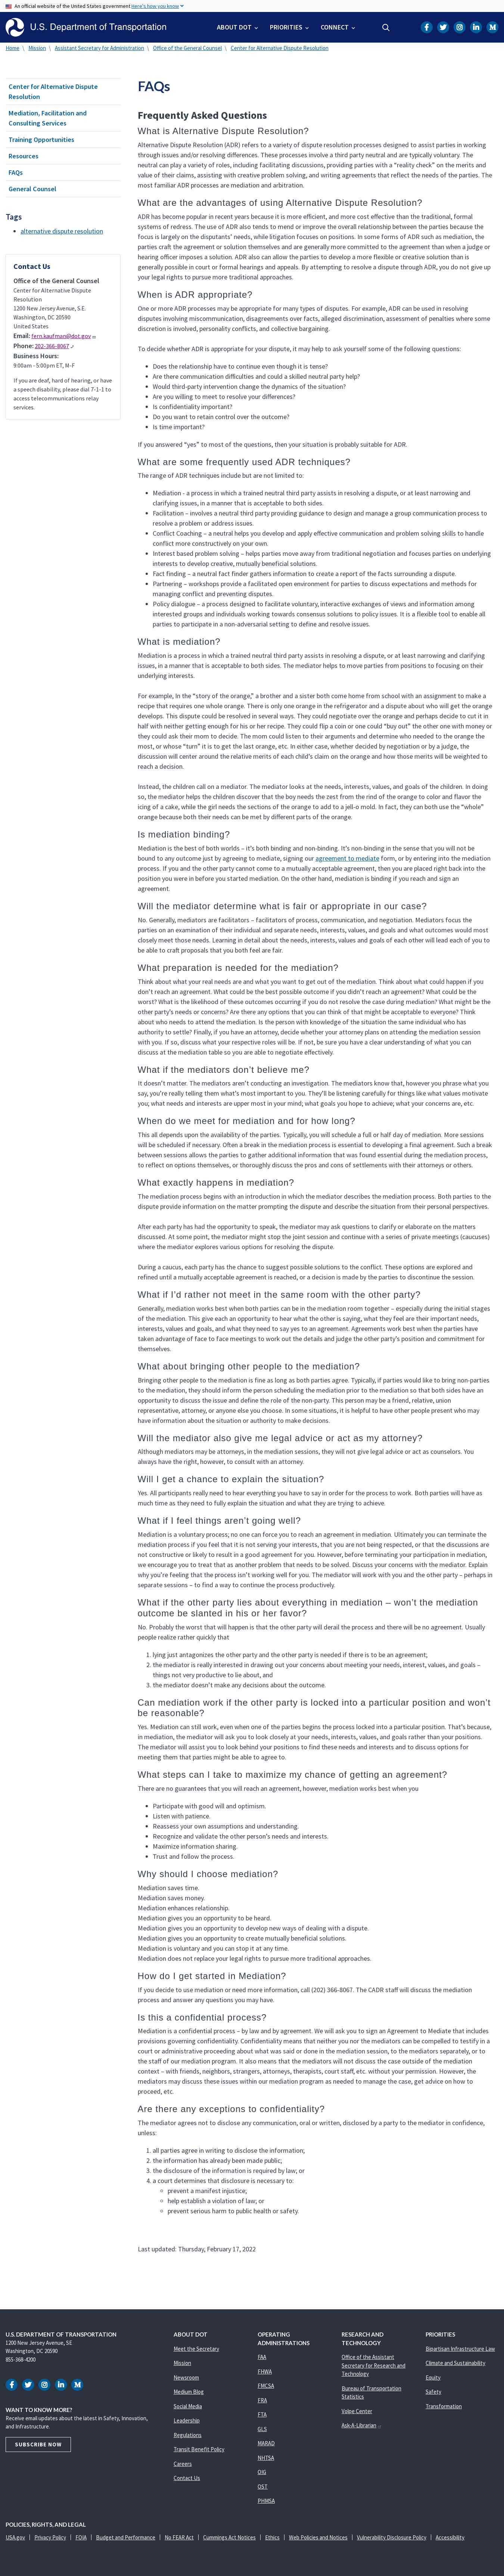 An official website of the United States government Here's how you know
U.S. Department of Transportation
ABOUT DOT
PRIORITIES
CONNECT
Home \ Mission \ Assistant Secretary for Administration \ Office of the General Counsel \ Center for Alternative Dispute Resolution
Center for Alternative Dispute
Resolution
Mediation, Facilitation and
Consulting Services
Training Opportunities
Resources
FAQs
General Counsel
Tags
• alternative dispute resolution
Contact Us
Office of the General Counsel
Center for Alternative Dispute
Resolution
1200 New Jersey Avenue, S.E.
Washington, DC 20590
United States
Email: fern.kaufman@dot.gov
Phone: 202-366-8067
Business Hours:
9:00am - 5:00pm ET, M-F
If you are deaf, hard of hearing, or have
a speech disability, please dial 7-1-1 to
access telecommunications relay
services.
FAQs
Frequently Asked Questions
What is Alternative Dispute Resolution?
Alternative Dispute Resolution (ADR) refers to a variety of dispute resolution processes designed to assist parties in working
through issues and/or resolving differences. These processes involve a third party neutral and are typically voluntary. The
neutral can play a variety of roles, including facilitating discussions, providing parties with a "reality check" on the merits and
value of their claims, assisting with creative problem solving, and writing agreements that reflect the needs of the parties. The
most familiar ADR processes are mediation and arbitration.
What are the advantages of using Alternative Dispute Resolution?
ADR has become more popular in recent years because it is often more efficient, and more cost effective than the traditional,
formal systems of redress. The use of ADR also tends to mend or improve the overall relationship between the parties because
focus is largely on the disputants' needs, while litigation focuses on positions. In some forms of ADR such as mediation, the
parties craft the agreement or solution themselves and are generally more committed to the agreement than when a judge or
hearing officer imposes a solution. ADR also offers a chance to address all of the real issues, many of which are often excluded
or overlooked in formal grievances, hearings and appeals. By attempting to resolve a dispute through ADR, you do not give up
your legal rights to pursue more traditional approaches.
When is ADR appropriate?
One or more ADR processes may be appropriate for many types of disputes. For example, ADR can be used in resolving
disputes involving miscommunication, disagreements over facts, alleged discrimination, assessment of penalties where some
discretion is allowed, personality conflicts, and collective bargaining.
To decide whether ADR is appropriate for your dispute, it may help to ask yourself some of the following questions:
• Does the relationship have to continue even though it is tense?
• Are there communication difficulties and could a skilled neutral party help?
• Would third-party intervention change the dynamics of the situation?
• Are you willing to meet to resolve your differences?
• Is confidentiality important?
• Do you want to retain control over the outcome?
• Is time important?
If you answered "yes" to most of the questions, then your situation is probably suitable for ADR.
What are some frequently used ADR techniques?
The range of ADR techniques include but are not limited to:
• Mediation - a process in which a trained neutral third party assists in resolving a dispute, or at least narrowing and
clarifying issues, in a manner that is acceptable to both sides.
• Facilitation – involves a neutral third party providing guidance to design and manage a group communication process to
resolve a problem or address issues.
• Conflict Coaching – a neutral helps you develop and apply effective communication and problem solving skills to handle
conflict more constructively on your own.
• Interest based problem solving – helps parties move away from traditional negotiation and focuses parties on underlying
interests to develop creative, mutually beneficial solutions.
• Fact finding – a neutral fact finder gathers information to create a report of the facts surrounding a dispute.
• Partnering – workshops provide a facilitated open environment for parties to discuss expectations and methods for
managing conflict and preventing disputes.
• Policy dialogue – a process designed to facilitate voluntary, interactive exchanges of views and information among
interested groups and individuals working towards consensus solutions to policy issues. It is a flexible tool to enable all
parties to participate in a non-adversarial setting to define and resolve issues.
What is mediation?
Mediation is a process in which a trained neutral third party assists in resolving a dispute, or at least narrowing and clarifying
issues, in a manner that is acceptable to both sides. The mediator helps to move parties from positions to focusing on their
underlying interests.
For example, in the "story of the orange," a brother and a sister both come home from school with an assignment to make a
recipe that requires one whole orange. There is only one orange in the refrigerator so a dispute about which one of them will get
the orange ensues. This dispute could be resolved in several ways. They could negotiate over the orange and perhaps decide to cut it in half,
with neither getting enough orange for his or her recipe. They could flip a coin, so that one of them may get the whole orange or they
could ask their mom to decide. The mom could listen to their arguments, and determine who needed the orange the most,
or whose "turn" it is to get the orange, etc. In either case, whether decided by negotiation or by a judge, the
discussion will center around the relative merits of each child's claim that only he or she deserves the orange until they've reached
a decision.
Instead, the children call on a mediator. The mediator looks at the needs, interests, values, and goals of the children. In doing
so, the mediator helps the children discover that the boy needs the zest from the rind of the orange to color and flavor the
icing of a cake, while the girl needs the pulp of the orange to add to a jell-o mold. In fact, they can both use the "whole"
orange because both their needs can be met by different parts of the orange.
Is mediation binding?
Mediation is the best of both worlds – it's both binding and non-binding. It's non-binding in the sense that you will not be
bound to any outcome just by agreeing to mediate, signing our agreement to mediate form, or by entering into the mediation
process. If you and the other party cannot come to a mutually acceptable agreement, then you are in the same place you
would have been had you not tried mediation. On the other hand, mediation is binding if you reach and sign an
agreement.
Will the mediator determine what is fair or appropriate in our case?
No. Generally, mediators are facilitators – facilitators of process, communication, and negotiation. Mediators focus the
parties on an evaluation of their individual and separate needs, interests, values, and goals and what possible solutions could
possibly meet those needs. Learning in detail about the needs, interests, values and goals of each other will lead each of you to
be able to craft proposals that you both feel are fair.
What preparation is needed for the mediation?
Think about what your real needs are and what you want to get out of the mediation. Think about what could happen if you
don't reach an agreement. What could be the best possible outcome if you didn't reach an agreement? What could be the
worst? What is the likelihood of each of these occurring if you do not resolve the case during mediation? What might the
other party's needs or concerns? Are there any options that you can think of that would meet both of your concerns? Think
about who needs to attend the mediation. Is the person with whom you've had conflict the one who has
authority to settle? Finally, if you have an attorney, decide whether your attorney plans on attending the mediation session
with you. If so, speak about what your respective roles will be. If not, not, be sure you have a clear understanding of what you can
discuss at the mediation table so you are able to negotiate effectively.
What if the mediators don't believe me?
It doesn't matter. The mediators aren't conducting an investigation. The mediators know that, however you phrase what you
say, you're really telling them what's most important to you. They'll be listening carefully for things like what values motivate
you, what needs and interests are upper most in your mind; what goals you hope to achieve; what your concerns are, etc.
When do we meet for mediation and for how long?
This all depends upon the availability of the parties. Typically, you will schedule a full or half day of mediation. More sessions
will be scheduled if necessary. Often a break in the mediation process is essential to developing a plan. Such a break
between sessions allows the parties to gather information, discuss the options that are on the table with others, and sometimes
to reflect on options themselves, or thoroughly think through the issues and their consequences before coming to an agreement.
What exactly happens in mediation?
The mediation process begins with an introduction in which the mediator describes the mediation process. Both parties to the dispute
provide information on the matter prompting the dispute and describe the situation from their personal perspectives.
After each party has had the opportunity to speak, the mediator may ask questions to clarify or elaborate on the matters
discussed. At some point, the mediator might stop the joint session and continue with a series of private meetings (caucuses)
where the mediator explores various options for resolving the dispute.
During a caucus, each party has the chance to suggest possible solutions to the conflict. These options are explored and
refined until a mutually acceptable agreement is reached, or a decision is made by the parties to discontinue the session.
What if I'd rather not meet in the same room with the other party?
Generally, mediation works best when both parties can be in the mediation room together – especially during the initial stages
of the mediation. This give each an opportunity to hear what the other is saying, what they feel are their important needs,
interests, values, and goals, and what they need to say to an agreement. Agreements work best when the parties have
taken advantage of face to face meetings to work out the details and judge the other party's position and commitment for
themselves.
What about bringing other people to the mediation?
Bringing other people to the mediation is fine as long as both parties agree. Typically, if parties would like to bring non-parties,
that person should be scheduled into the mediation prior to the mediation so that all parties are able to take the time to
discuss the issue and define the role of the non-party. This person may be a friend, relative, union
representative, attorney, or anyone else you choose. In some situations, it is helpful to have other people who may be able to
share information about the situation or have authority to make decisions.
Will the mediator also give me legal advice or act as my attorney?
Although mediators may be attorneys, in the mediation sessions, they will not give legal advice or act as counselors. You
always have the right, however, to consult with an attorney.
Will I get a chance to explain the situation?
Yes. All participants really need to hear everything you may have to say in order for the process to work. Both parties will have as
much time as they need to fully explain the situation and what they are trying to achieve.
What if I feel things aren't going well?
Mediation is a voluntary process; no one can force you to reach an agreement in mediation. Ultimately you can terminate the
mediation process if you feel that it is not serving your interests, that you are not being respected, or that the discussions are
not constructive or likely to result in a good agreement for you. However, before terminating your participation in mediation,
we encourage you to treat that as another problem that needs to be solved. Discuss your concerns with the mediator. Explain
why you're feeling that the process isn't working for you. The mediator will work with you and the other party – perhaps in
separate sessions – to find a way to continue the process productively.
What if the other party lies about everything in mediation – won't the mediation
outcome be slanted in his or her favor?
No. Probably the worst that will happen is that the other party will derail the process and there will be no agreement. Usually
people realize rather quickly that
1. lying just antagonizes the other party and the other party is needed if there is to be an agreement;
2. the mediator is really interested in drawing out your concerns about meeting your needs, interest, values, and goals –
things not very productive to lie about, and
3. the mediator doesn't make any decisions about the outcome.
Can mediation work if the other party is locked into a particular position and won't
be reasonable?
Yes. Mediation can still work, even when one of the parties begins the process locked into a particular position. That's because,
in mediation, the mediator will ask you to look closely at your needs, interests, values, and goals rather than your positions.
The mediator will assist you to look behind your positions to find these needs and interests and to discuss options for
meeting them that parties might be able to agree to.
What steps can I take to maximize my chance of getting an agreement?
There are no guarantees that you will reach an agreement, however, mediation works best when you
• Participate with good will and optimism.
• Listen with patience.
• Reassess your own assumptions and understanding.
• Recognize and validate the other person's needs and interests.
• Maximize information sharing.
• Trust and follow the process.
Why should I choose mediation?
Mediation saves time.
Mediation saves money.
Mediation enhances relationship.
Mediation gives you an opportunity to be heard.
Mediation gives you an opportunity to develop new ways of dealing with a dispute.
Mediation gives you an opportunity to create mutually beneficial solutions.
Mediation is voluntary and you can stop it at any time.
Mediation does not replace your legal rights to pursue more traditional approaches.
How do I get started in Mediation?
If you decide to use mediation or need more information, call (202) 366-8067. The CADR staff will discuss the mediation
process and answer any questions you may have.
Is this a confidential process?
Mediation is a confidential process – by law and by agreement. We will ask you to sign an Agreement to Mediate that includes
provisions governing confidentiality. Confidentiality means that neither you nor the mediators can be compelled to testify in a
court or administrative proceeding about what is said or done in the mediation session, to the mediators separately, or to
the staff of our mediation program. It also means that mediators will not discuss the case outside of the mediation
context – with friends, neighbors, strangers, attorneys, therapists, court staff, etc. without your permission. However, the
mediators may discuss these issues within our mediation program as needed to manage the case, get advice on how to
proceed, etc.
Are there any exceptions to confidentiality?
The mediator agrees not to disclose any communication, oral or written, disclosed by a party to the mediator in confidence,
unless:
1. all parties agree in writing to disclose the information,
2. the information has already been made public;
3. the disclosure of the information is required by law; or
4. a court determines that disclosure is necessary to:
◦ prevent a manifest injustice;
◦ help establish a violation of law; or
◦ prevent serious harm to public health or safety.
Last updated: Thursday, February 17, 2022
U.S. DEPARTMENT OF TRANSPORTATION
1200 New Jersey Avenue, SE
Washington, DC 20590
855-368-4200
WANT TO KNOW MORE?
Receive email updates about the latest in Safety, Innovation,
and Infrastructure.
SUBSCRIBE NOW
ABOUT DOT
Meet the Secretary
Mission
Newsroom
Medium Blog
Social Media
Leadership
Regulations
Transit Benefit Policy
Careers
Contact Us
OPERATING
ADMINISTRATIONS
FAA
FHWA
FMCSA
FRA
FTA
GLS
MARAD
NHTSA
OIG
OST
PHMSA
RESEARCH AND
TECHNOLOGY
Office of the Assistant
Secretary for Research and
Technology
Bureau of Transportation
Statistics
Volpe Center
Ask-A-Librarian
PRIORITIES
Bipartisan Infrastructure Law
Climate and Sustainability
Equity
Safety
Transformation
POLICIES, RIGHTS, AND LEGAL
USA.gov | Privacy Policy | FOIA | Budget and Performance | No FEAR Act | Cummings Act Notices | Ethics | Web Policies and Notices | Vulnerability Disclosure Policy | Accessibility